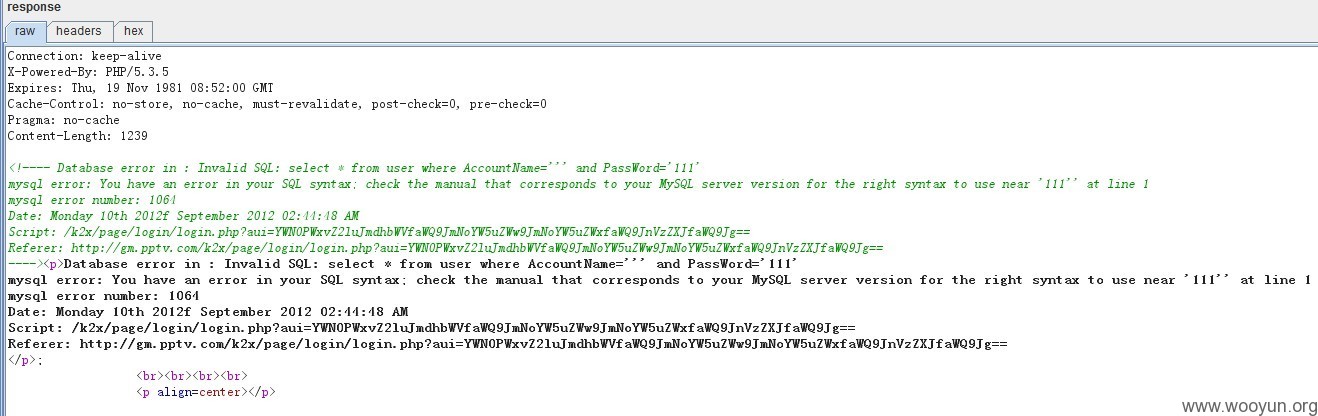 response
raw headers hex
Connection: keep-alive
X-Powered-By: PHP/5.3.5
Expires: Thu, 19 Nov 1981 08:52:00 GMT
Cache-Control: no-store, no-cache, must-revalidate, post-check=0, pre-check=0
Pragma: no-cache
Content-Length: 1239
<!---- Database error in : Invalid SQL: select * from user where AccountName=''' and PassWord='111'
mysql error: You have an error in your SQL syntax; check the manual that corresponds to your MySQL server version for the right syntax to use near '111'' at line 1
mysql error number: 1064
Date: Monday 10th 2012f September 2012 02:44:48 AM
Script: /k2x/page/login/login.php?aui=YWN0PWxvZ2luJmdhbWVfaWQ9JmNoYW5uZWw9JmNoYW5uZWxfaWQ9JnVzZXJfaWQ9Jg==
Referer: http://gm.pptv.com/k2x/page/login/login.php?aui=YWN0PWxvZ2luJmdhbWVfaWQ9JmNoYW5uZWw9JmNoYW5uZWxfaWQ9JnVzZXJfaWQ9Jg==
----><p>Database error in : Invalid SQL: select * from user where AccountName=''' and PassWord='111'
mysql error: You have an error in your SQL syntax; check the manual that corresponds to your MySQL server version for the right syntax to use near '111'' at line 1
mysql error number: 1064
Date: Monday 10th 2012f September 2012 02:44:48 AM
Script: /k2x/page/login/login.php?aui=YWN0PWxvZ2luJmdhbWVfaWQ9JmNoYW5uZWw9JmNoYW5uZWxfaWQ9JnVzZXJfaWQ9Jg==
Referer: http://gm.pptv.com/k2x/page/login/login.php?aui=YWN0PWxvZ2luJmdhbWVfaWQ9JmNoYW5uZWw9JmNoYW5uZWxfaWQ9JnVzZXJfaWQ9Jg==
</p>;
<br><br><br><br>
<p align=center></p>
www.wooyun.org